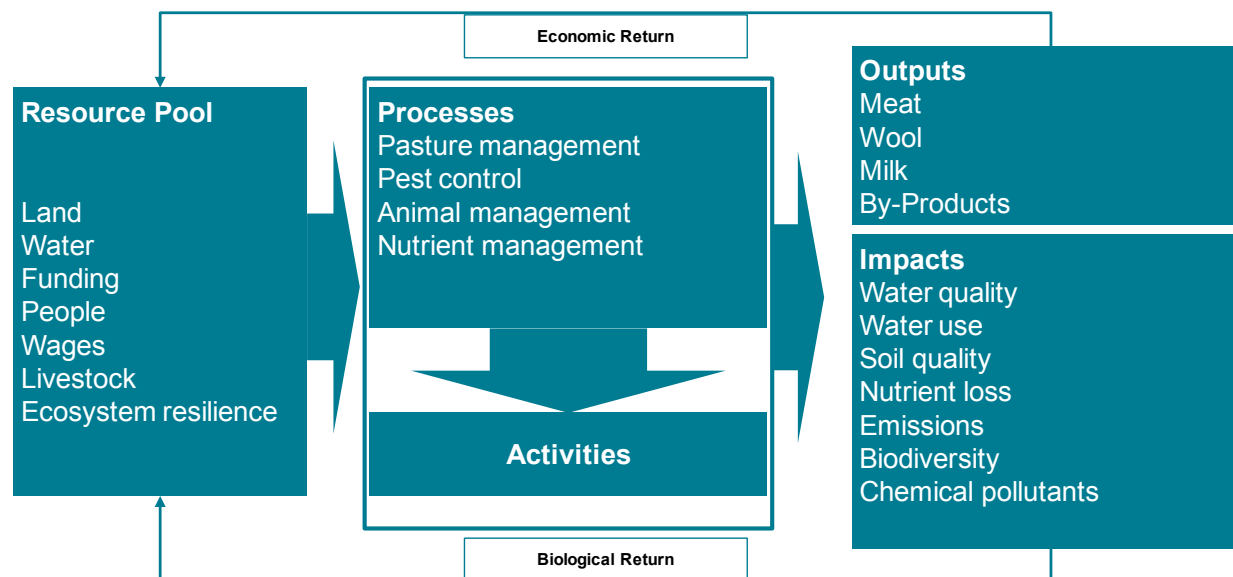 Economic Return
Resource Pool
Land
Water
Funding
People
Wages
Livestock
Ecosystem resilience
Processes
Pasture management
Pest control
Animal management
Nutrient management
Activities
Outputs
Meat
Wool
Milk
By-Products
Impacts
Water quality
Water use
Soil quality
Nutrient loss
Emissions
Biodiversity
Chemical pollutants
Biological Return